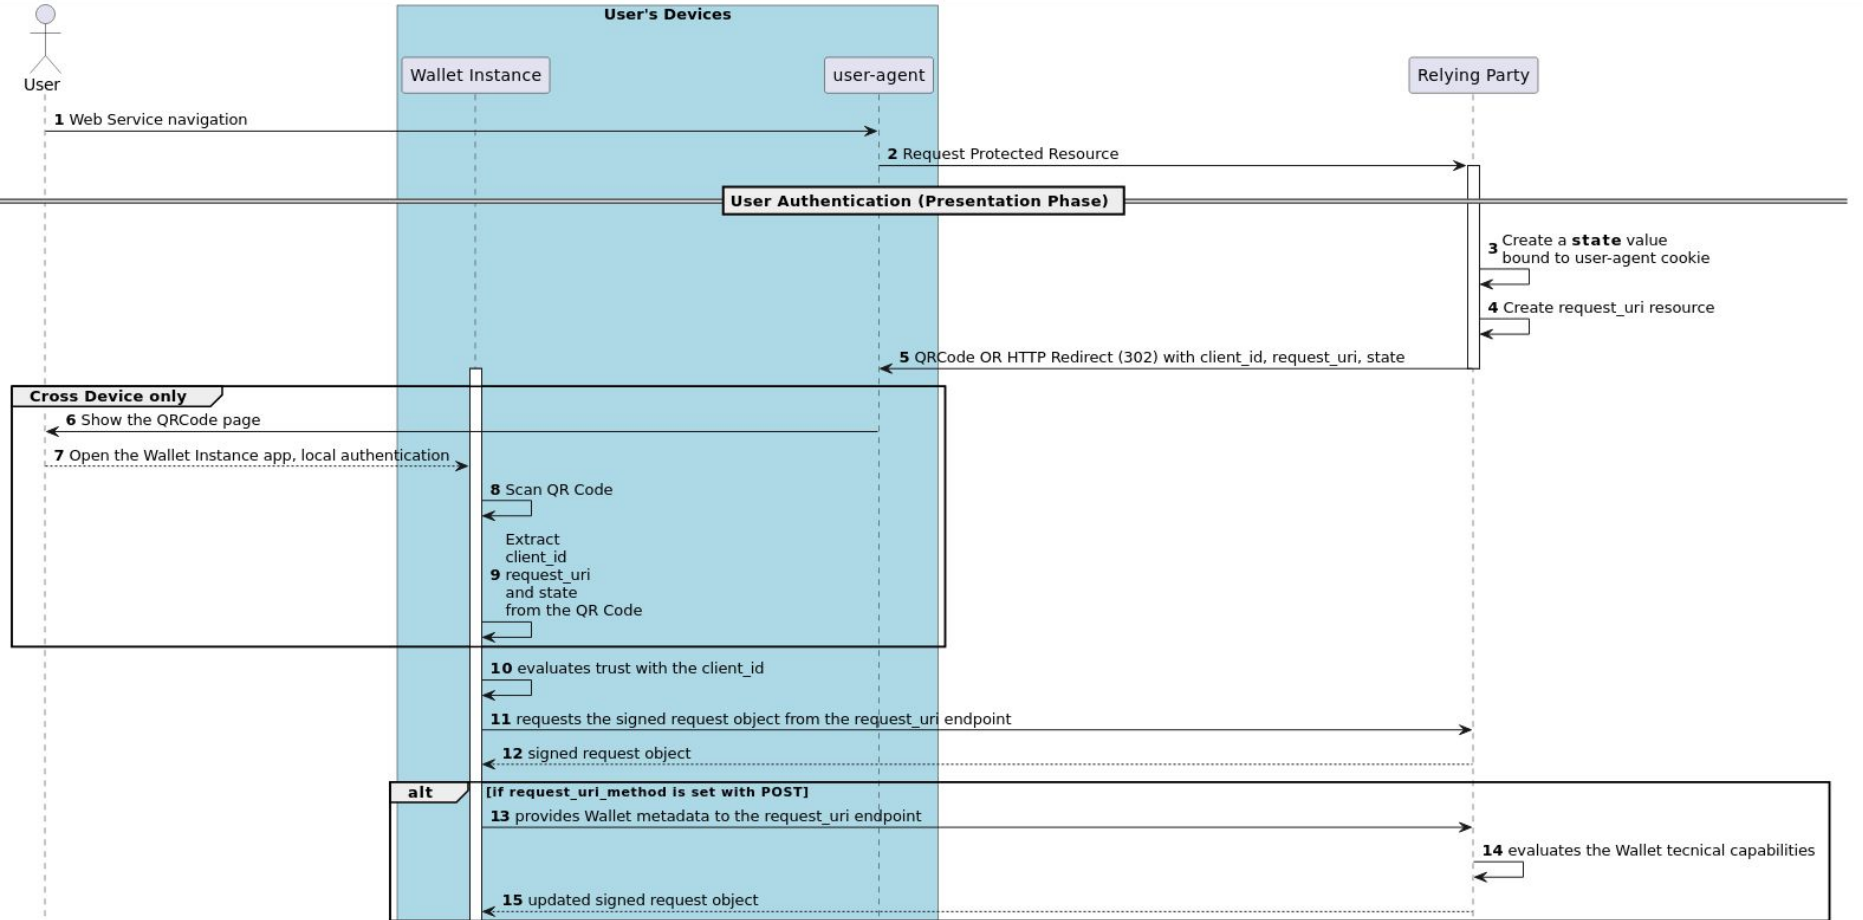 User's Devices
User
Wallet Instance
user-agent
Relying Party
1 Web Service navigation
2 Request Protected Resource
User Authentication (Presentation Phase)
3 Create a state value
bound to user-agent cookie
4 Create request_uri resource
5 QRCode OR HTTP Redirect (302) with client_id, request_uri, state
Cross Device only
6 Show the QRCode page
7 Open the Wallet Instance app, local authentication
8 Scan QR Code
Extract
client_id
9 request_uri
and state
from the QR Code
10 evaluates trust with the client_id
11 requests the signed request object from the request_uri endpoint
12 signed request object
alt [if request_uri_method is set with POST]
13 provides Wallet metadata to the request_uri endpoint
14 evaluates the Wallet tecnical capabilities
15 updated signed request object